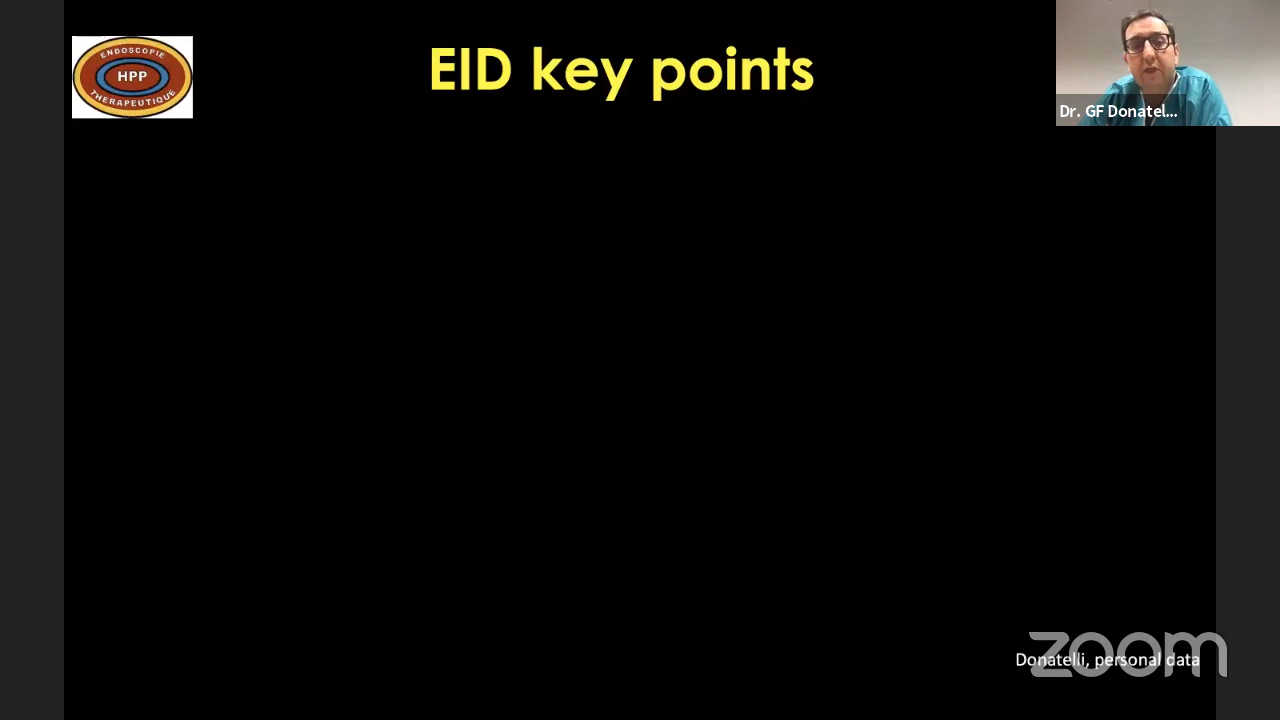 ENDOSCOPIE
HPP
THERAPEUTIQUE
EID key points
Dr. GF Donatel...
Donatelli, personal data
zoom